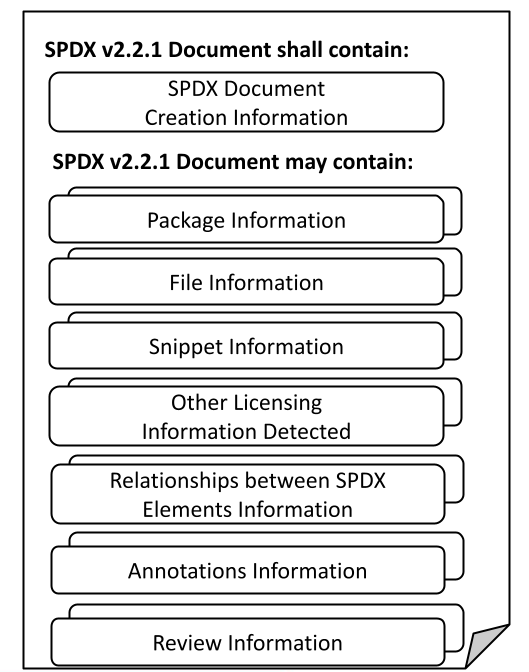 SPDX v2.2.1 Document shall contain:
SPDX Document
Creation Information
SPDX v2.2.1 Document may contain:
Package Information
File Information
Snippet Information
Other Licensing
Information Detected
Relationships between SPDX
Elements Information
Annotations Information
Review Information